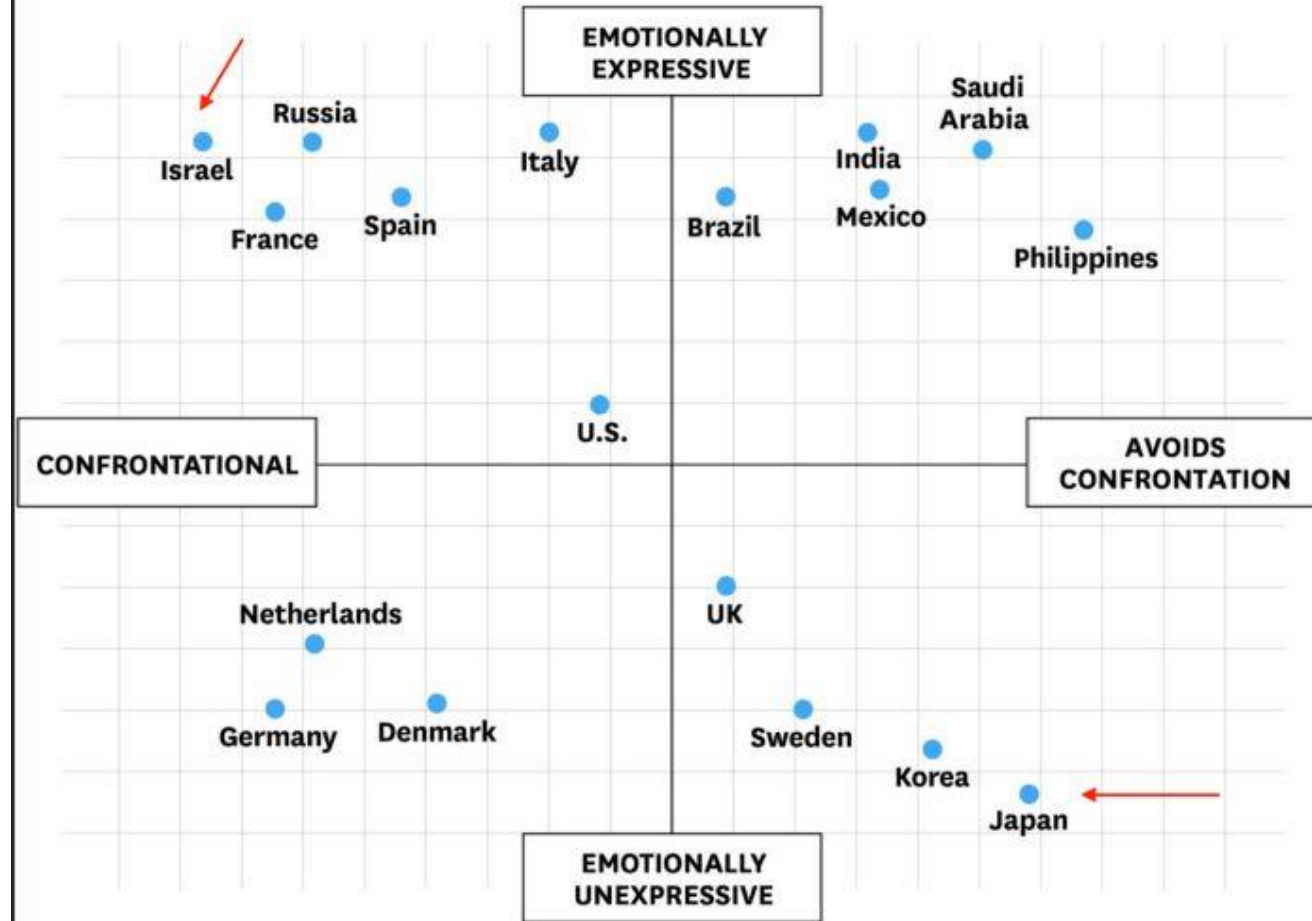 EMOTIONALLY
EXPRESSIVE
Saudi
Arabia
Russia
Israel
Italy
India
France
Spain
Brazil
Mexico
Philippines
U.S.
CONFRONTATIONAL
AVOIDS
CONFRONTATION
Netherlands
UK
Germany
Denmark
Sweden
Korea
Japan
EMOTIONALLY
UNEXPRESSIVE